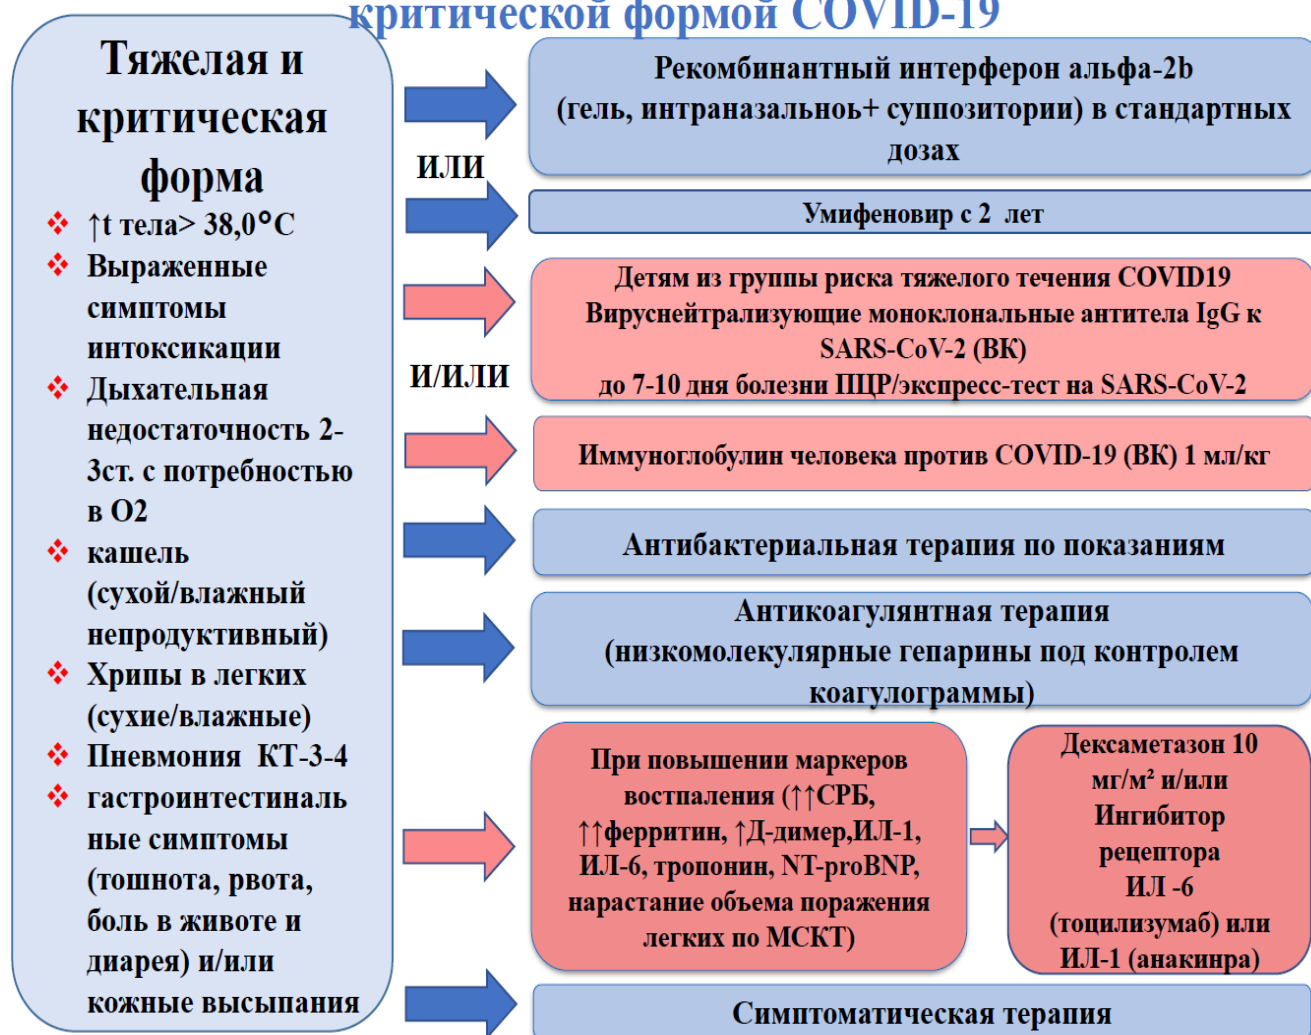 критической формой COVID-19
Тяжелая и
критическая
форма
❖ ↑t тела> 38,0°C
❖ Выраженные
симптомы
интоксикации
❖ Дыхательная
недостаточность 2-
3ст. с потребностью
в О2
❖ кашель
(сухой/влажный
непродуктивный)
❖ Хрипы в легких
(сухие/влажные)
❖ Пневмония КТ-3-4
❖ гастроинтестиналь
ные симптомы
(тошнота, рвота,
боль в животе и
диарея) и/или
кожные высыпания
Рекомбинантный интерферон альфа-2b
(гель, интраназальноь+ суппозитории) в стандартных
дозах
ИЛИ
Умифеновир с 2 лет
Детям из группы риска тяжелого течения COVID19
Вируснейтрализующие моноклональные антитела IgG к
SARS-CoV-2 (ВК)
до 7-10 дня болезни ПЦР/экспресс-тест на SARS-CoV-2
И/ИЛИ
Иммуноглобулин человека против COVID-19 (ВК) 1 мл/кг
Антибактериальная терапия по показаниям
Антикоагулянтная терапия
(низкомолекулярные гепарины под контролем
коагулограммы)
При повышении маркеров
востпаления (↑↑СРБ,
↑↑ферритин, ↑Д-димер,ИЛ-1,
ИЛ-6, тропонин, NT-proBNP,
нарастание объема поражения
легких по МСКТ)
Дексаметазон 10
мг/м² и/или
Ингибитор
рецептора
ИЛ -6
(тоцилизумаб) или
ИЛ-1 (анакинра)
Симптоматическая терапия